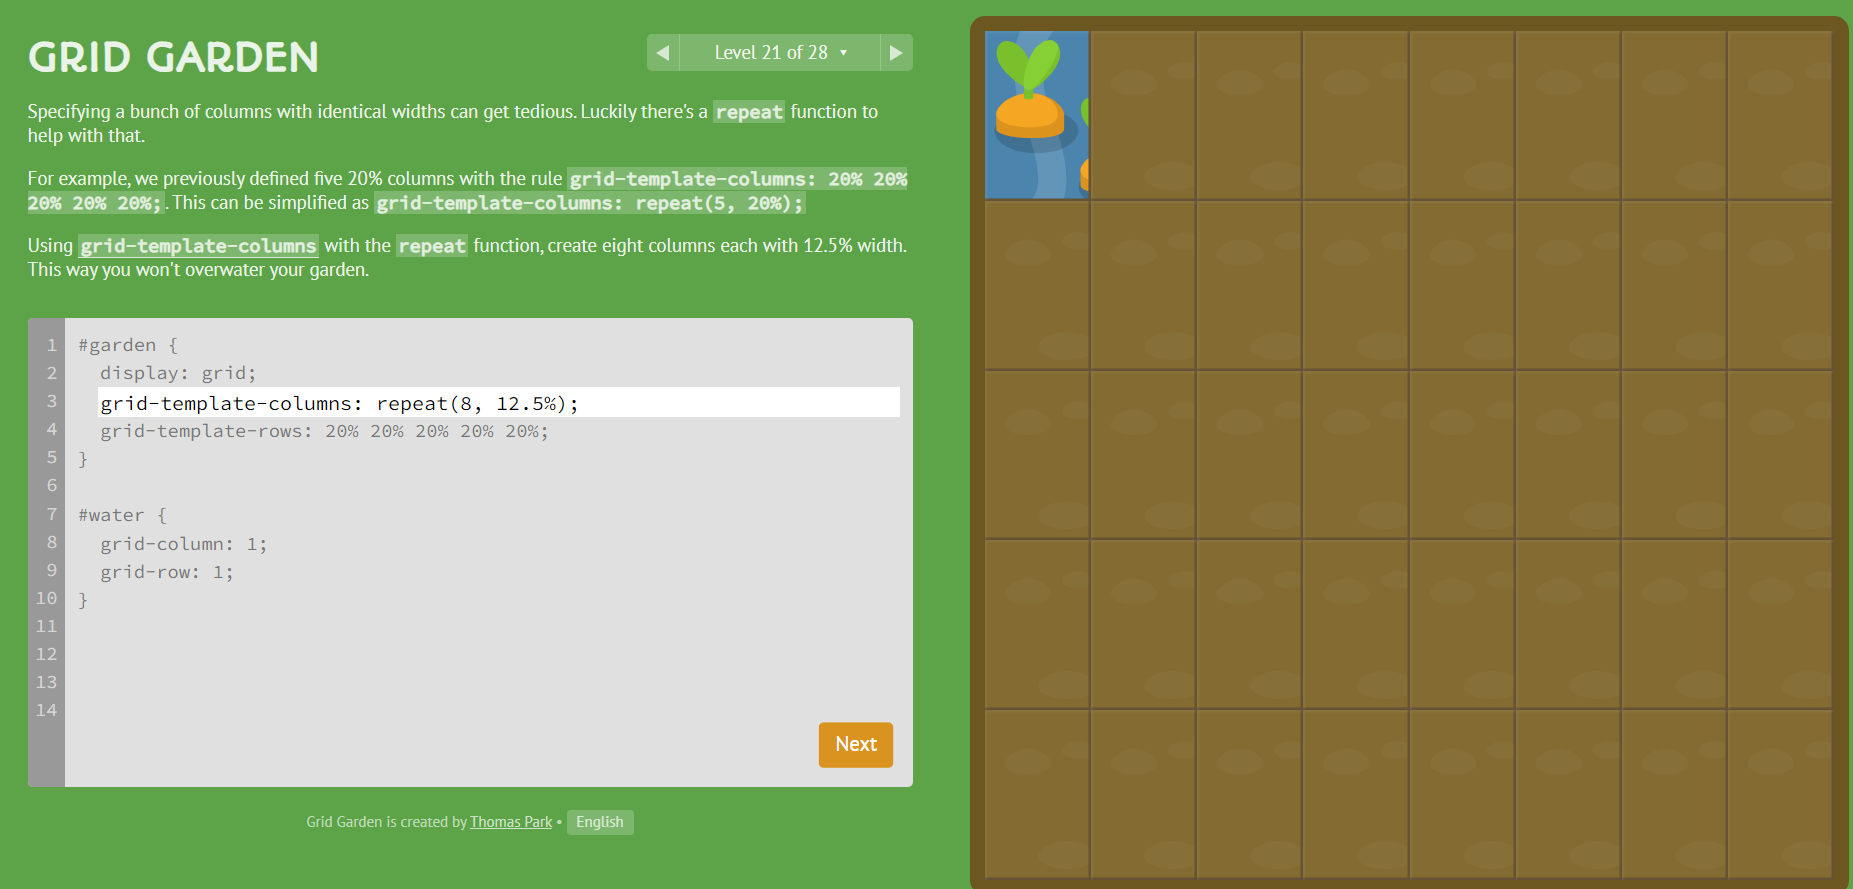 GRID GARDEN
◀ Level 21 of 28 ▼ ▶
Specifying a bunch of columns with identical widths can get tedious. Luckily there's a repeat function to
help with that.
For example, we previously defined five 20% columns with the rule grid-template-columns: 20% 20%
20% 20% 20%;. This can be simplified as grid-template-columns: repeat(5, 20%);
Using grid-template-columns with the repeat function, create eight columns each with 12.5% width.
This way you won't overwater your garden.
1 #garden {
2 display: grid;
3 grid-template-columns: repeat(8, 12.5%);
4 grid-template-rows: 20% 20% 20% 20% 20%;
5 }
6
7 #water {
8 grid-column: 1;
9 grid-row: 1;
10 }
11
12
13
14
Next
Grid Garden is created by Thomas Park • English